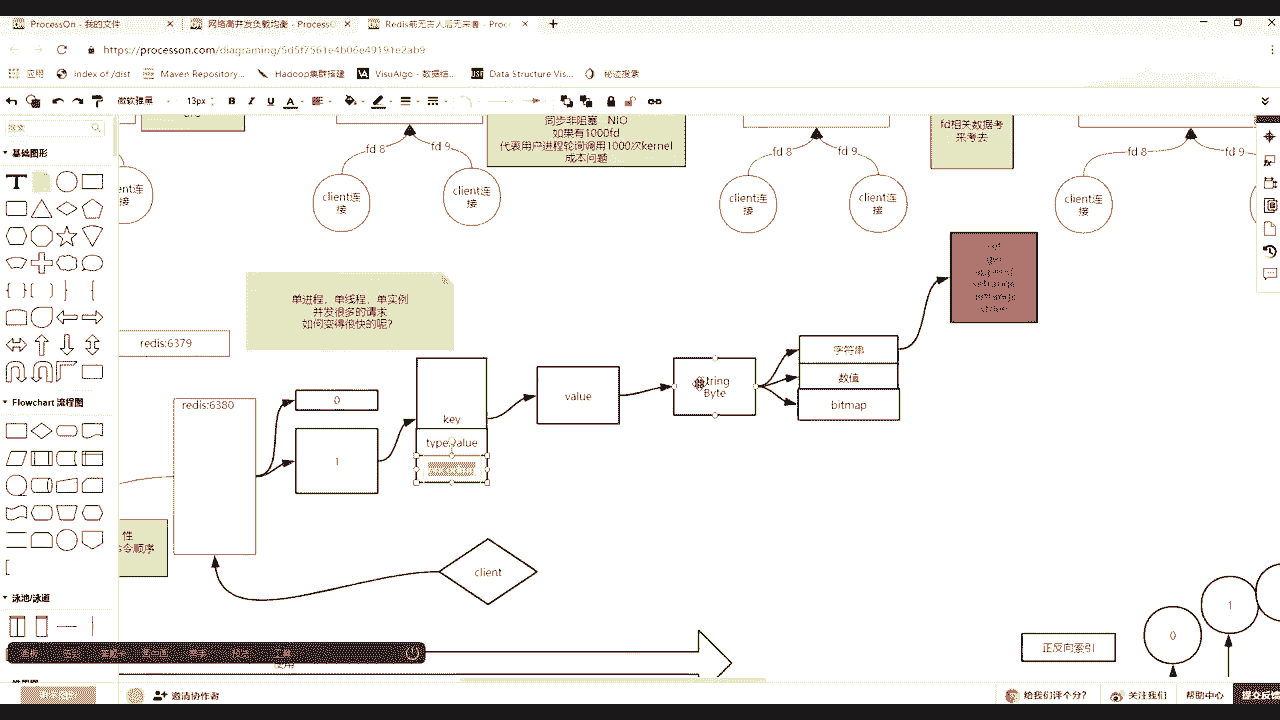 ProcessOn - 我的文件
网络高并发负载均衡 - ProcessO
Redis前无古人后无来者 - Proc
https://processon.com/diagraming/5d5f7561e4b06e49191e2ab9
应用
Index of /dist
Maven Repository...
Hadoop集群搭建
VisuAlgo - 数据结...
Data Structure Vis...
秘迹搜索
微软雅黑
13px
B I U A
搜索
基础图形
Flowchart 流程图
泳池/泳道
同步非阻塞 NIO
如果有1000fd
代表用户进程轮询调用1000次kernel
成本问题
fd相关数据考
来考去
fd 8
fd 9
fd 8
fd 9
fd 8
fd 9
ent连
接
client连
接
client连
接
client连
接
client连
接
client连
接
单进程，单线程，单实例
并发很多的请求
如何变得很快的呢？
redis:6379
redis:6380
0
1
key
type:value
value
String
Byte
字符串
数值
bitmap
性
令顺序
client
使用
正反向索引
0
1
邀请协作者
给我们评个分？
关注我们
帮助中心
提交反馈